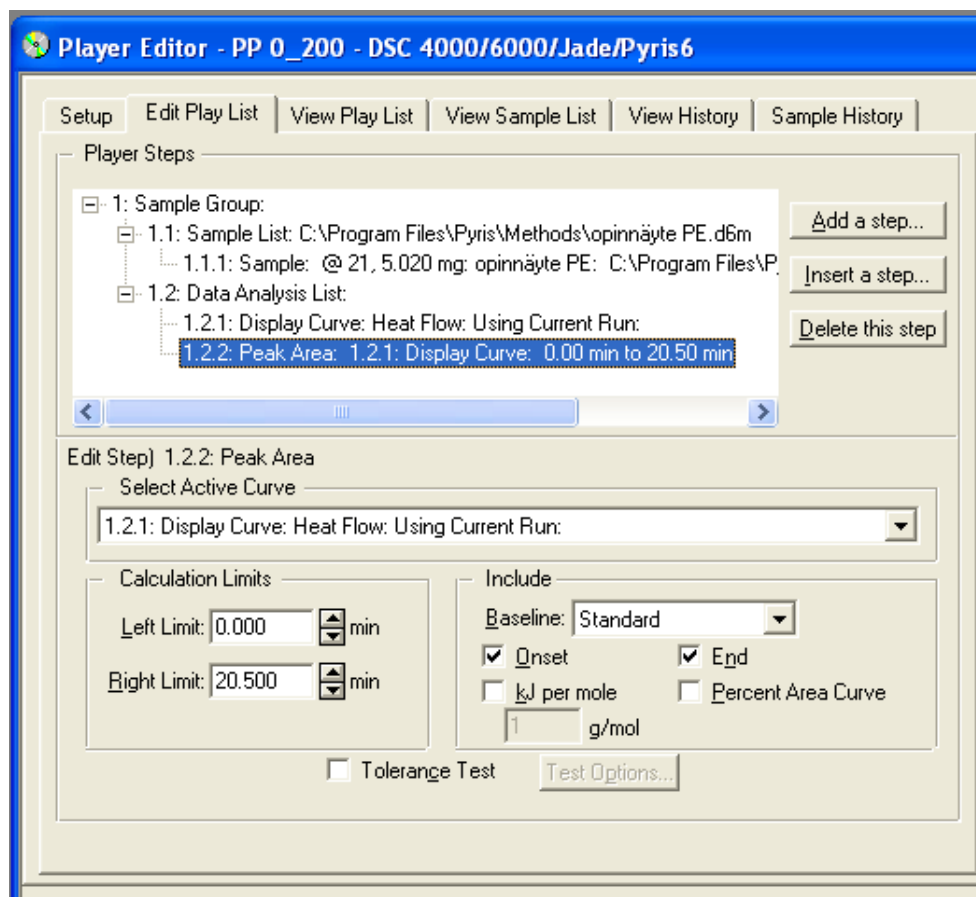 Player Editor - PP 0_200 - DSC 4000/6000/Jade/Pyris6
Setup Edit Play List View Play List View Sample List View History Sample History
Player Steps
1: Sample Group:
1.1: Sample List: C:\Program Files\Pyris\Methods\opinnäyte PE.d6m
1.1.1: Sample: @ 21, 5.020 mg: opinnäyte PE: C:\Program Files\P
1.2: Data Analysis List:
1.2.1: Display Curve: Heat Flow: Using Current Run:
1.2.2: Peak Area: 1.2.1: Display Curve: 0.00 min to 20.50 min
Add a step...
Insert a step...
Delete this step
Edit Step) 1.2.2: Peak Area
Select Active Curve
1.2.1: Display Curve: Heat Flow: Using Current Run:
Calculation Limits
Left Limit: 0.000 min
Right Limit: 20.500 min
Include
Baseline: Standard
Onset End
kJ per mole Percent Area Curve
1 g/mol
Tolerance Test Test Options...